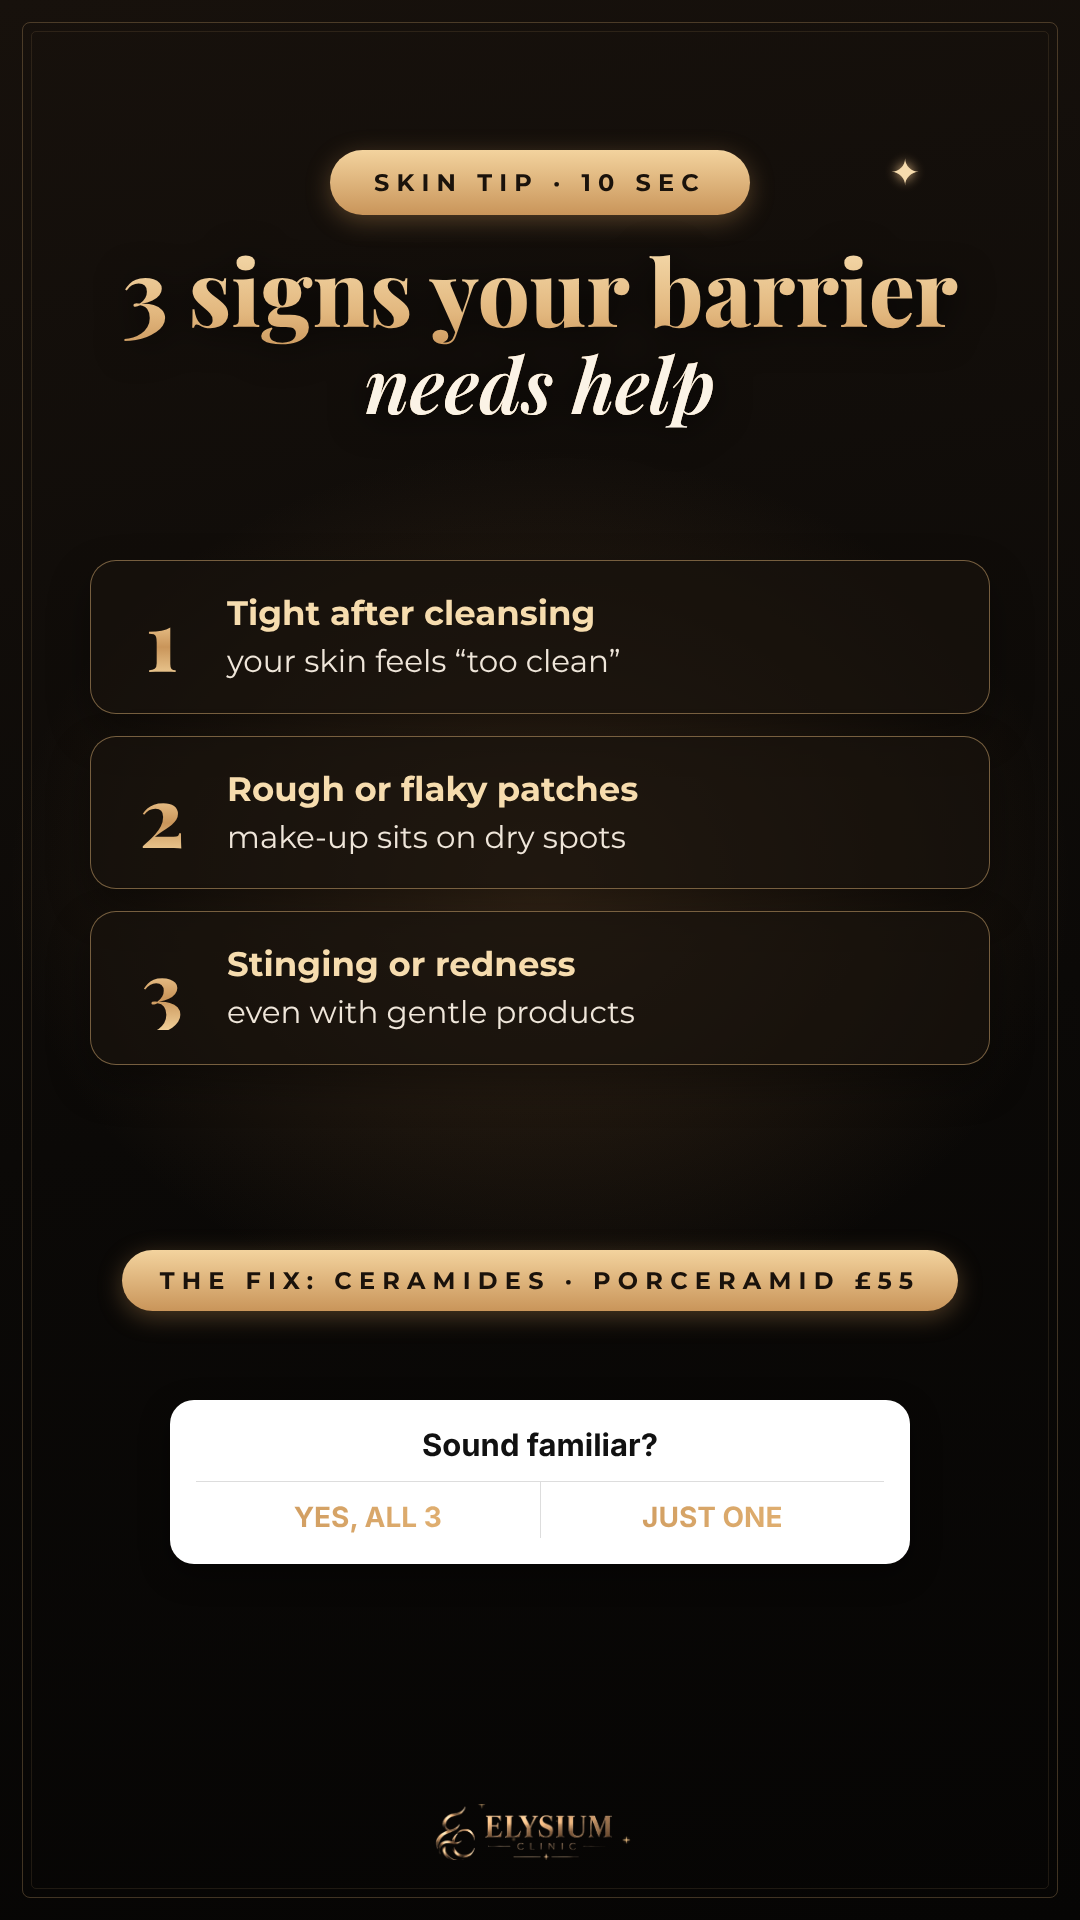 SKIN TIP · 10 SEC
3 signs your barrier
needs help
1
Tight after cleansing
your skin feels “too clean”
2
Rough or flaky patches
make-up sits on dry spots
3
Stinging or redness
even with gentle products
THE FIX: CERAMIDES · PORCERAMID £55
Sound familiar?
YES, ALL 3
JUST ONE
ELYSIUM
CLINIC